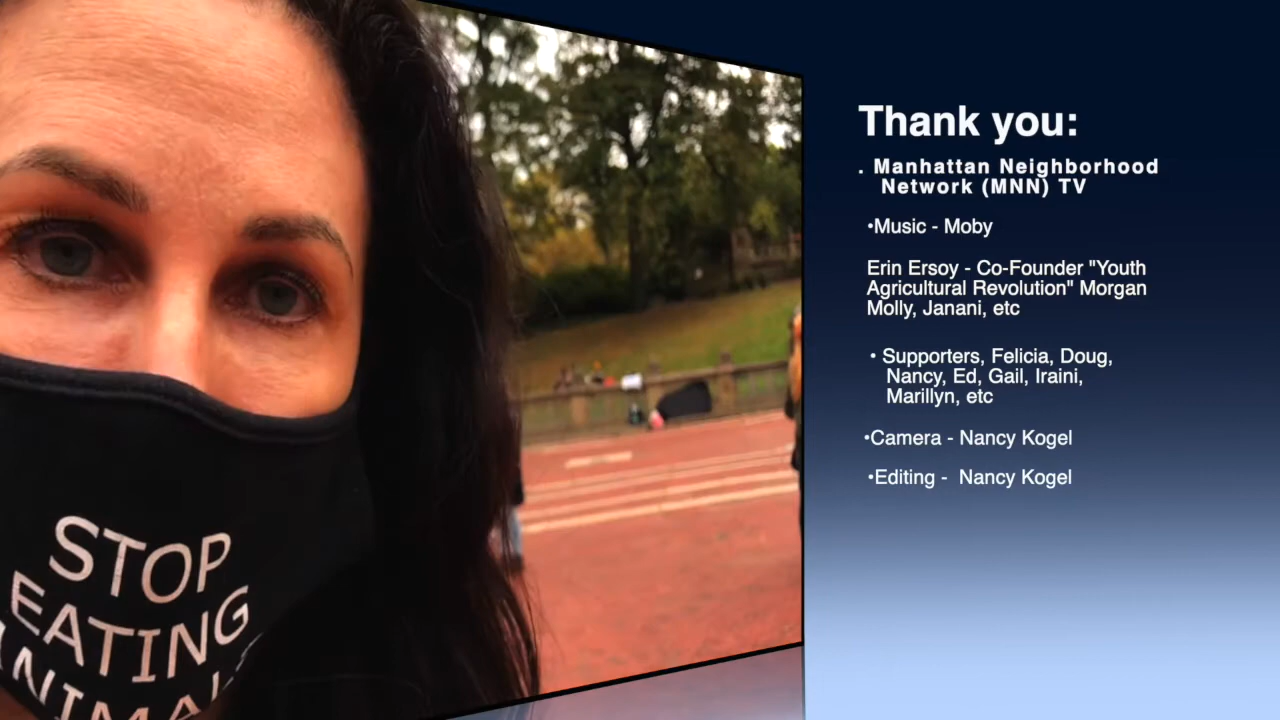 STOP
EATING
ANIMALS
Thank you:
. Manhattan Neighborhood
Network (MNN) TV
•Music - Moby
Erin Ersoy - Co-Founder "Youth
Agricultural Revolution" Morgan
Molly, Janani, etc
• Supporters, Felicia, Doug,
Nancy, Ed, Gail, Iraini,
Marillyn, etc
•Camera - Nancy Kogel
•Editing - Nancy Kogel